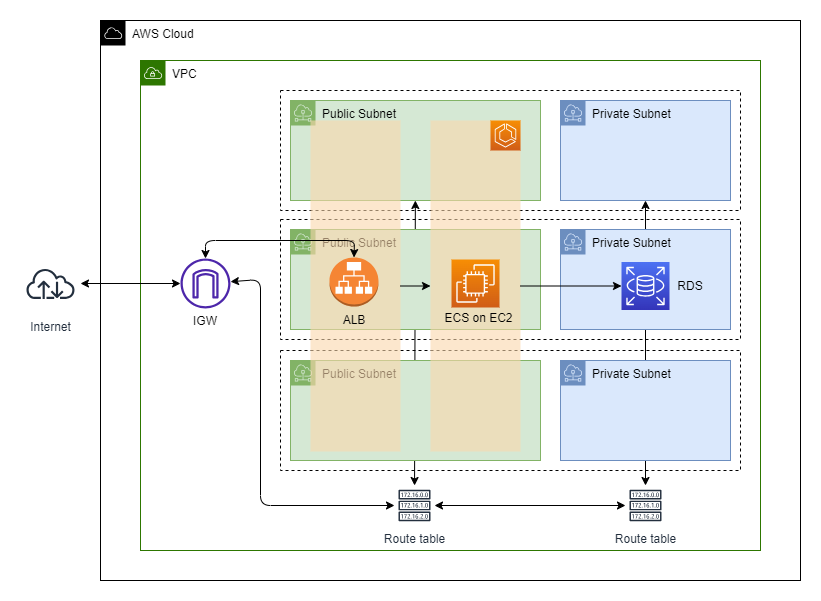 AWS Cloud
VPC
Public Subnet
Private Subnet
Public Subnet
Private Subnet
Internet
IGW
ALB
ECS on EC2
RDS
Public Subnet
Private Subnet
172.16.0.0
172.16.1.0
172.16.2.0
172.16.0.0
172.16.1.0
172.16.2.0
Route table
Route table